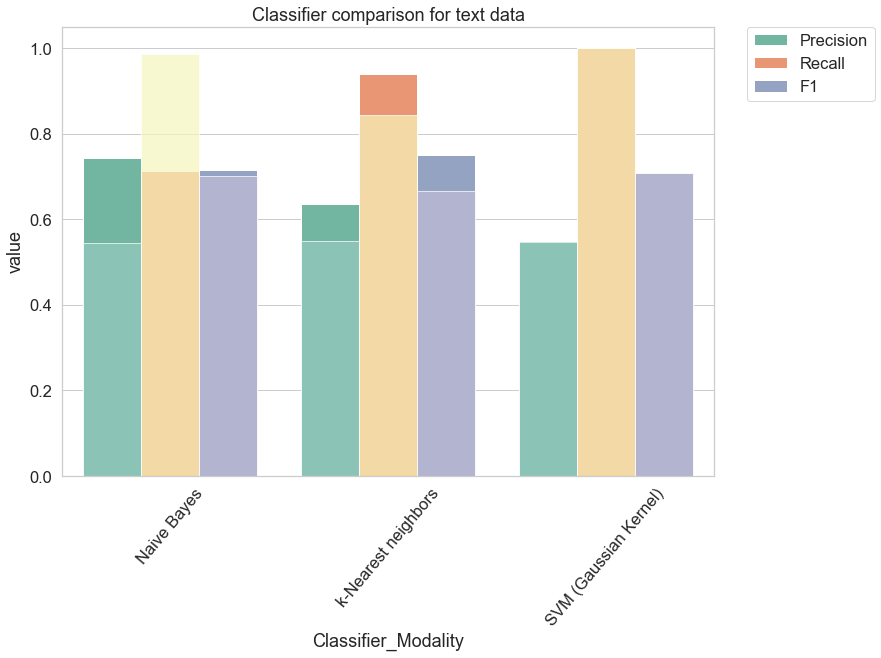 Classifier comparison for text data
Precision
Recall
F1
1.0
0.8
0.6
0.4
0.2
0.0
value
Naive Bayes
k-Nearest neighbors
SVM (Gaussian Kernel)
Classifier_Modality